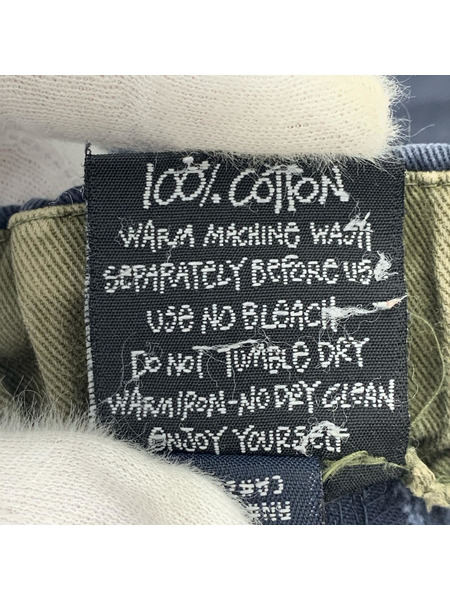 100% COTTON
WARM MACHINE WASH
SEPARATELY BEFORE USE
USE NO BLEACH
DO NOT TUMBLE DRY
WARM IRON-NO DRY CLEAN
ENJOY YOURSELF